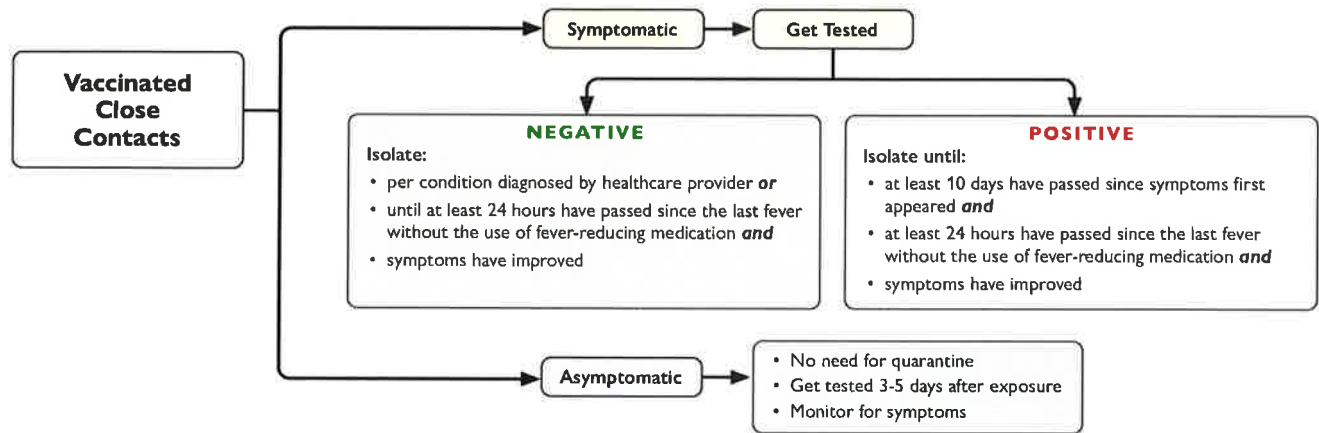 Symptomatic
Get Tested
Vaccinated
Close
Contacts
NEGATIVE
Isolate:
• per condition diagnosed by healthcare provider or
• until at least 24 hours have passed since the last fever
without the use of fever-reducing medication and
• symptoms have improved
POSITIVE
Isolate until:
• at least 10 days have passed since symptoms first
appeared and
• at least 24 hours have passed since the last fever
without the use of fever-reducing medication and
• symptoms have improved
Asymptomatic
• No need for quarantine
• Get tested 3-5 days after exposure
• Monitor for symptoms